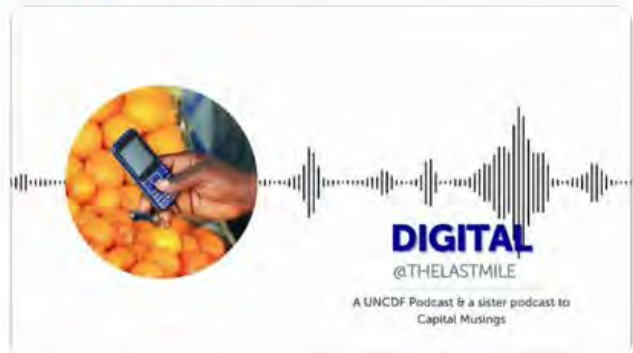 DIGITAL
@THELASTMILE
A UNCDF Podcast & a sister podcast to
Capital Musings